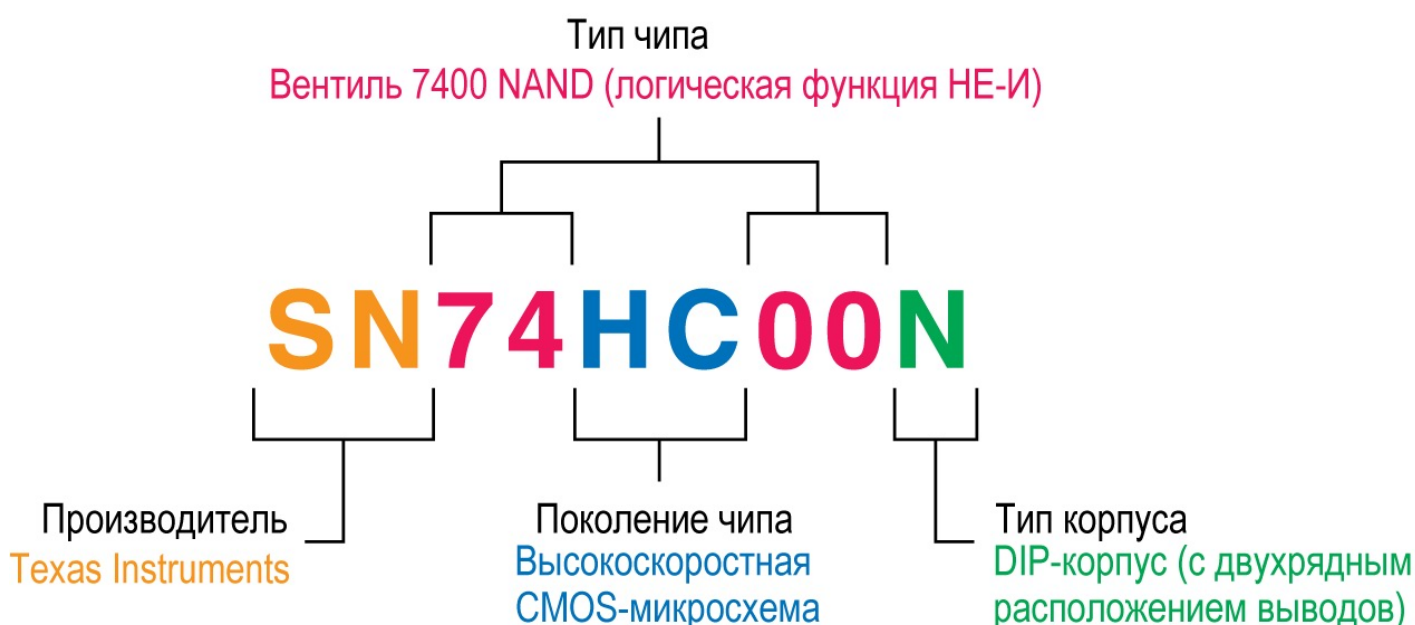 Тип чипа
Вентиль 7400 NAND (логическая функция НЕ-И)
SN74HC00N
Производитель
Texas Instruments
Поколение чипа
Высокоскоростная
CMOS-микросхема
Тип корпуса
DIP-корпус (с двухрядным
расположением выводов)